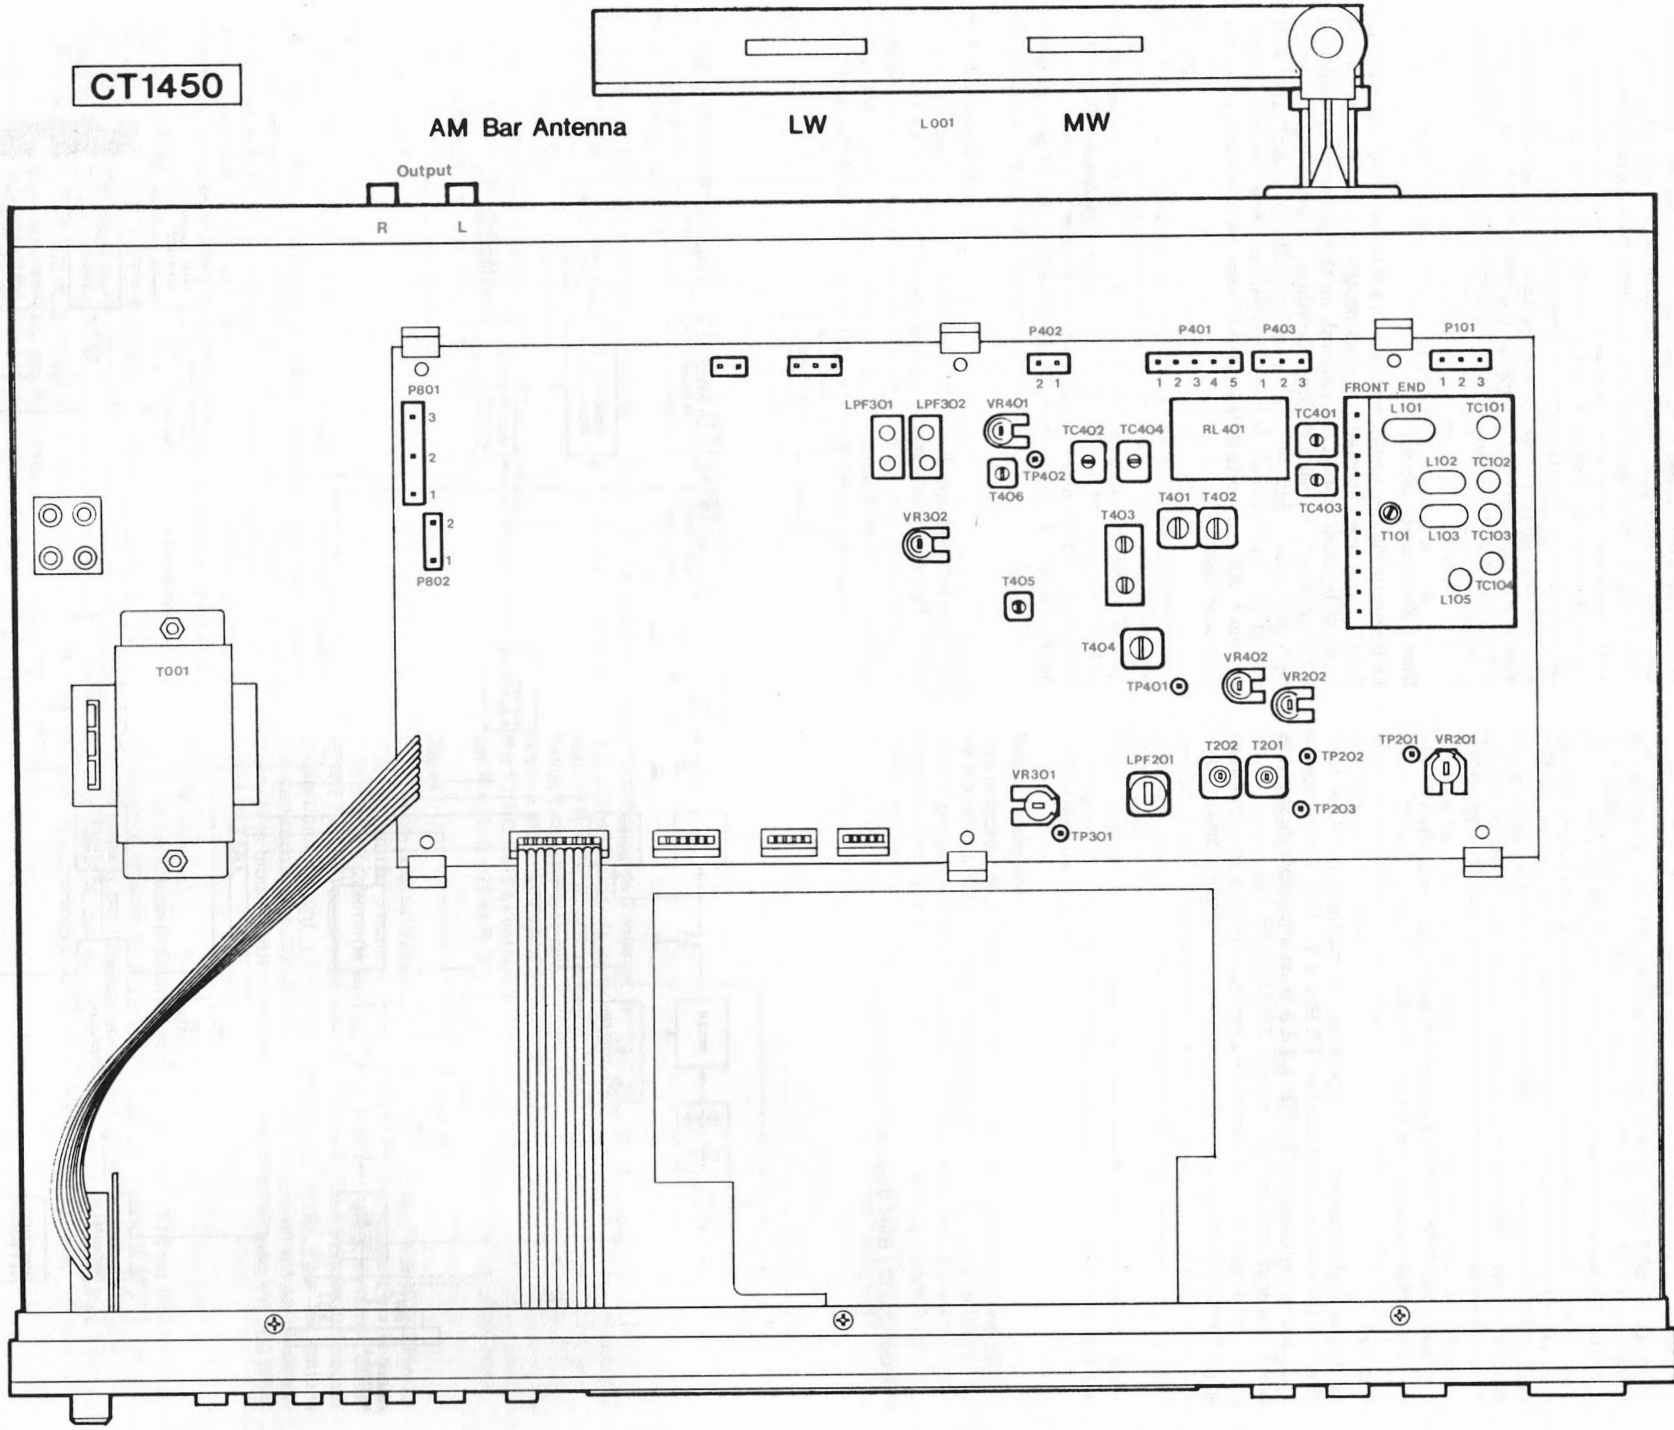 CT1450
AM Bar Antenna
LW
L001
MW
Output
R L
P402
P401
P403
P101
2 1
1 2 3 4 5
1 2 3
1 2 3
P801
3
2
1
2
1
P802
LPF301
LPF302
VR401
TC402
TC404
RL401
TC401
FRONT END
L101
TC101
TP402
T406
TC403
L102
TC102
VR302
T403
T401
T402
T101
L103
TC103
T405
L105
TC104
T404
T001
TP401
VR402
VR202
VR301
LPF201
T202
T201
TP202
TP201
VR201
TP203
TP301